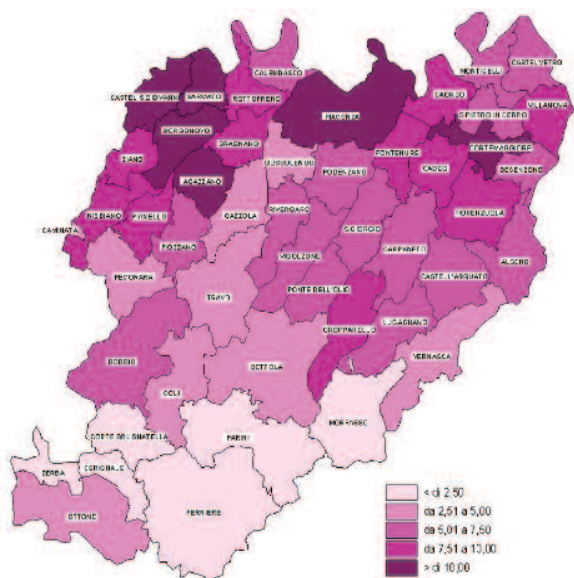 CALENDASCO
MONTICELLI
CASTELVETRO
CASTEL S.GIOVANNI
SARMATO
ROTTOFRENO
CAORSO
VILLANOVA
S.PIETRO IN CERRO
PIACENZA
BORGONOVO
GRAGNANO
CORTEMAGGIORE
ZIANO
GOSSOLENGO
PONTENURE
CADEO
BESENZONE
PODENZANO
AGAZZANO
NIBBIANO
PIANELLO
GAZZOLA
RIVERGARO
FIORENZUOLA
CAMINATA
S.GIORGIO
PIOZZANO
CARPANETO
ALSENO
VIGOLZONE
PECORARA
CASTELL'ARQUATO
PONTE DELL'OLIO
TRAVO
LUGAGNANO
GROPPARELLO
VERNASCA
BOBBIO
BETTOLA
COLI
MORFASSO
CORTE BRUGNATELLA
FARINI
ZERBA
CERIGNALE
FERRIERE
OTTONE
< di 2,50
da 2,51 a 5,00
da 5,01 a 7,50
da 7,51 a 10,00
> di 10,00